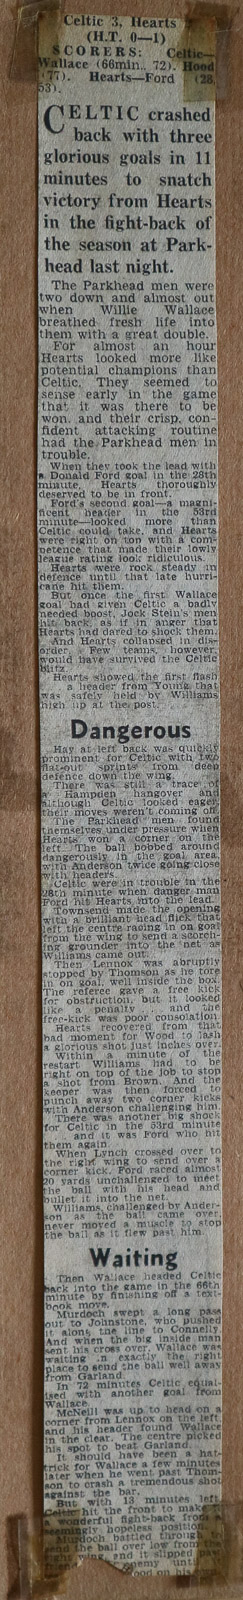 Celtic 3, Hearts
(H.T. 0—1)
SCORERS: Celtic—
Wallace (66min., 72), Hood
(77). Hearts—Ford (28,
53).
CELTIC crashed
back with three
glorious goals in 11
minutes to snatch
victory from Hearts
in the fight-back of
the season at Park-
head last night.
The Parkhead men were
two down and almost out
when Willie Wallace
breathed fresh life into
them with a great double.
For almost an hour
Hearts looked more like
potential champions than
Celtic. They seemed to
sense early in the game
that it was there to be
won, and their crisp, con-
fident attacking routine
had the Parkhead men in
trouble.
When they took the lead with
a Donald Ford goal in the 28th
minute, Hearts thoroughly
deserved to be in front.
Ford's second goal—a magni-
ficent header in the 53rd
minute—looked more than
Celtic could take, and Hearts
were right on top with a com-
petence that made their lowly
league rating look ridiculous.
Hearts were rock steady in
defence until that late hurri-
cane hit them.
But once the first Wallace
goal had given Celtic a badly
needed boost, Jock Stein's men
hit back, as if in anger that
Hearts had dared to shock them.
And Hearts collapsed in dis-
order. Few teams, however,
would have survived the Celtic
blitz.
Hearts showed the first flash
a header from Young that
was safely held by Williams
high up at the post.
Dangerous
Hay at left back was quickly
prominent for Celtic with two
flat-out sprints from deep
defence down the wing.
There was still a trace of
a Hampden hangover and
although Celtic looked eager,
their moves weren't coming off.
The Parkhead men found
themselves under pressure when
Hearts won a corner on the
left. The ball bobbed around
dangerously in the goal area,
with Anderson twice going close
with headers.
Celtic were in trouble in the
28th minute when danger-man
Ford hit Hearts into the lead.
Townsend made the opening
with a brilliant head flick that
left the centre racing in on goal
from the wing to send a scorch-
ing grounder into the net as
Williams came out.
Then Lennox was abruptly
stopped by Thomson as he tore
in on goal, well inside the box.
The referee gave a free kick
for obstruction, but it looked
like a penalty . . . and the
free-kick was poor consolation.
Hearts recovered from that
bad moment for Wood to lash
a glorious shot just inches over.
Within a minute of the
restart Williams had to be
right on top of the job to stop
a shot from Brown. And the
keeper was then forced to
punch away two corner kicks
with Anderson challenging him.
There was another big shock
for Celtic in the 53rd minute
and it was Ford who hit
them again.
When Lynch crossed over to
the right wing to send over a
corner kick, Ford raced almost
20 yards unchallenged to meet
the ball with his head and
bullet it into the net.
Williams, challenged by Ander-
son as the ball came over,
never moved a muscle to stop
the ball as it flew past him.
Waiting
Then Wallace headed Celtic
back into the game in the 66th
minute by finishing off a text-
book move.
Murdoch swept a long pass
out to Johnstone, who pushed
it along the line to Connelly.
And when the big inside man
sent his cross over, Wallace was
waiting in exactly the right
place to send the ball well away
from Garland.
In 72 minutes Celtic equal-
ised with another goal from
Wallace.
McNeill was up to head on a
corner from Lennox on the left,
and his header found Wallace
in the clear. The centre picked
his spot to beat Garland.
It should have been a hat-
trick for Wallace a few minutes
later when he went past Thom-
son to crash a tremendous shot
against the bar.
But with 13 minutes left
Celtic hit the front to make it
a wonderful fight-back from a
seemingly hopeless position.
Murdoch battled through to
send the ball over low from the
right wing and it slipped past